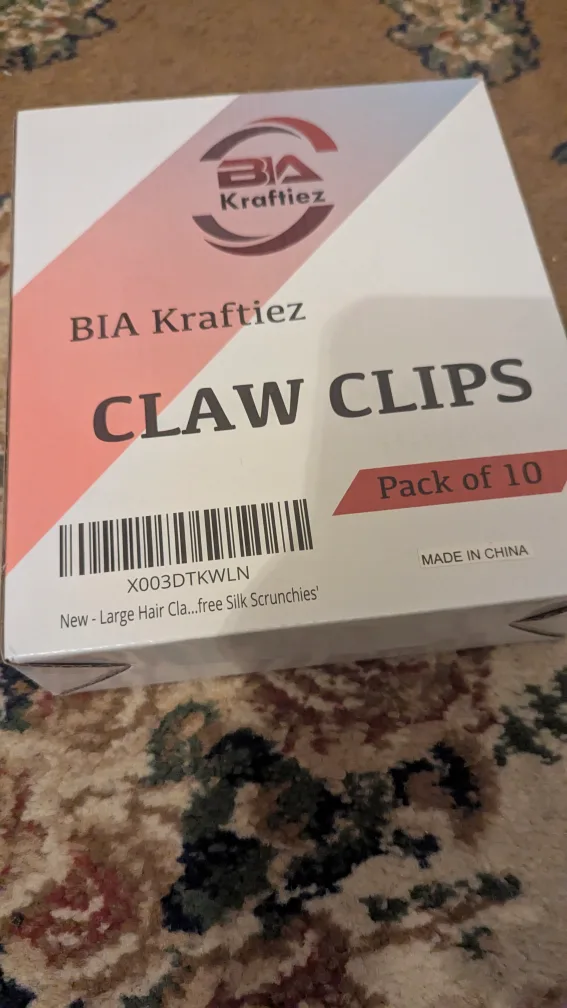 BIA
Kraftiez
BIA Kraftiez
CLAW CLIPS
Pack of 10
X003DTKWLN
MADE IN CHINA
New - Large Hair Cla...free Silk Scrunchies'